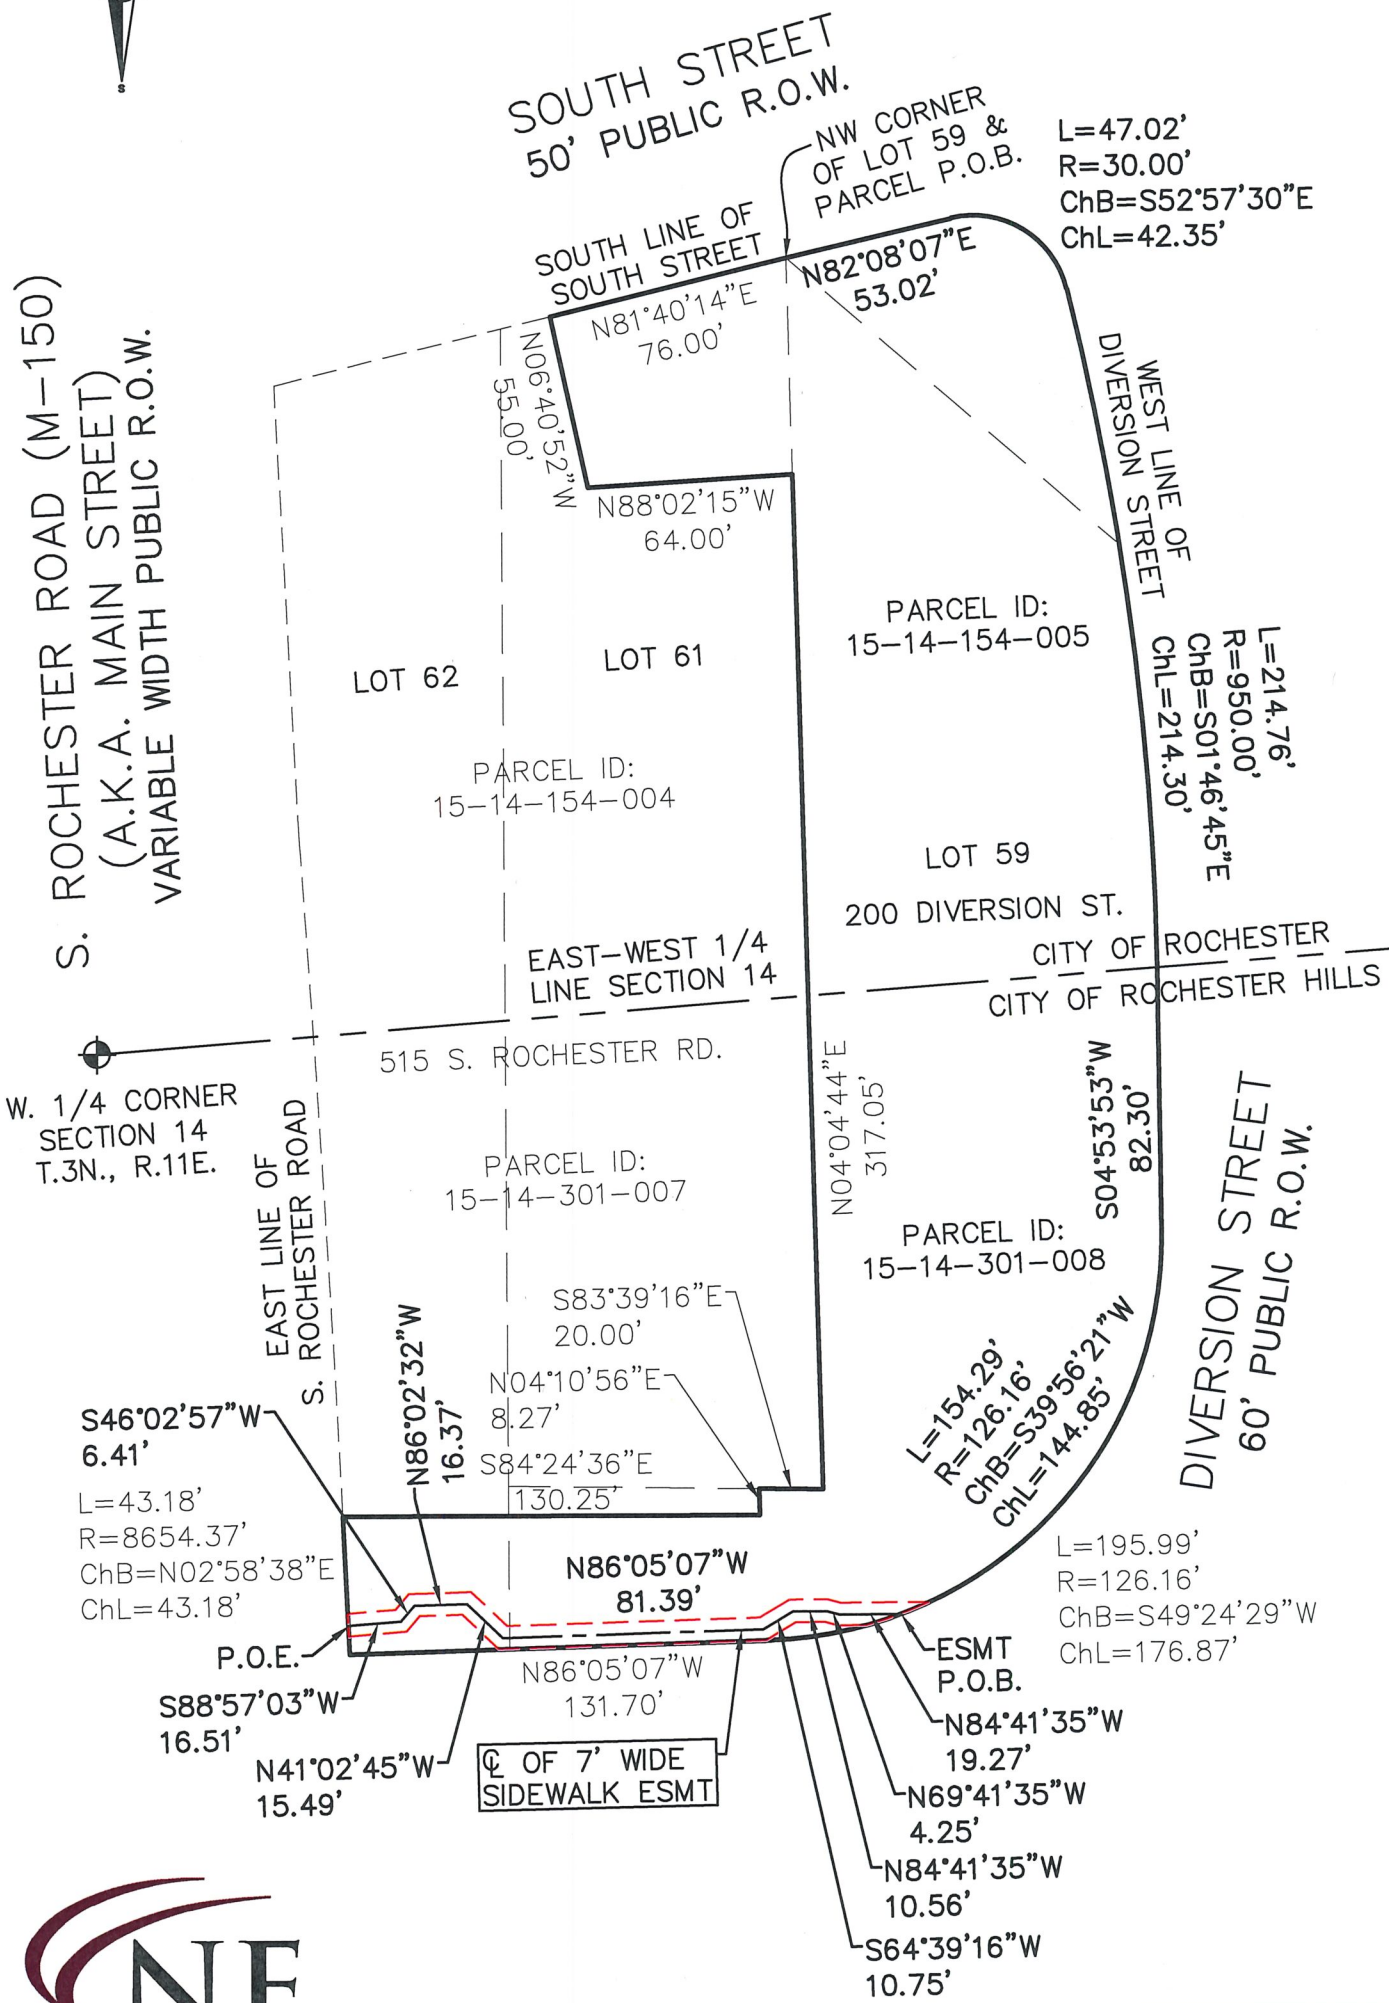 S
SOUTH STREET
50' PUBLIC R.O.W.
NW CORNER
OF LOT 59 &
PARCEL P.O.B.
L=47.02'
R=30.00'
ChB=S52°57'30"E
ChL=42.35'
SOUTH LINE OF
SOUTH STREET
N82°08'07"E
53.02'
N81°40'14"E
76.00'
N06°40'52"W
55.00'
N88°02'15"W
64.00'
S. ROCHESTER ROAD (M-150)
(A.K.A. MAIN STREET)
VARIABLE WIDTH PUBLIC R.O.W.
WEST LINE OF
DIVERSION STREET
PARCEL ID:
15-14-154-005
L=214.76'
R=950.00'
ChB=S01°46'45"E
ChL=214.30'
LOT 62
LOT 61
PARCEL ID:
15-14-154-004
LOT 59
200 DIVERSION ST.
EAST-WEST 1/4
LINE SECTION 14
CITY OF ROCHESTER
CITY OF ROCHESTER HILLS
515 S. ROCHESTER RD.
W. 1/4 CORNER
SECTION 14
T.3N., R.11E.
N04°04'44"E
317.05'
S04°53'53"W
82.30'
DIVERSION STREET
60' PUBLIC R.O.W.
EAST LINE OF
S. ROCHESTER ROAD
PARCEL ID:
15-14-301-007
PARCEL ID:
15-14-301-008
S83°39'16"E
20.00'
N04°10'56"E
8.27'
S84°24'36"E
130.25'
N86°02'32"W
16.37'
S46°02'57"W
6.41'
L=43.18'
R=8654.37'
ChB=N02°58'38"E
ChL=43.18'
L=154.29'
R=126.16'
ChB=S39°56'21"W
ChL=144.85'
L=195.99'
R=126.16'
ChB=S49°24'29"W
ChL=176.87'
N86°05'07"W
81.39'
P.O.E.
S88°57'03"W
16.51'
N41°02'45"W
15.49'
N86°05'07"W
131.70'
℄ OF 7' WIDE
SIDEWALK ESMT
ESMT
P.O.B.
N84°41'35"W
19.27'
N69°41'35"W
4.25'
N84°41'35"W
10.56'
S64°39'16"W
10.75'